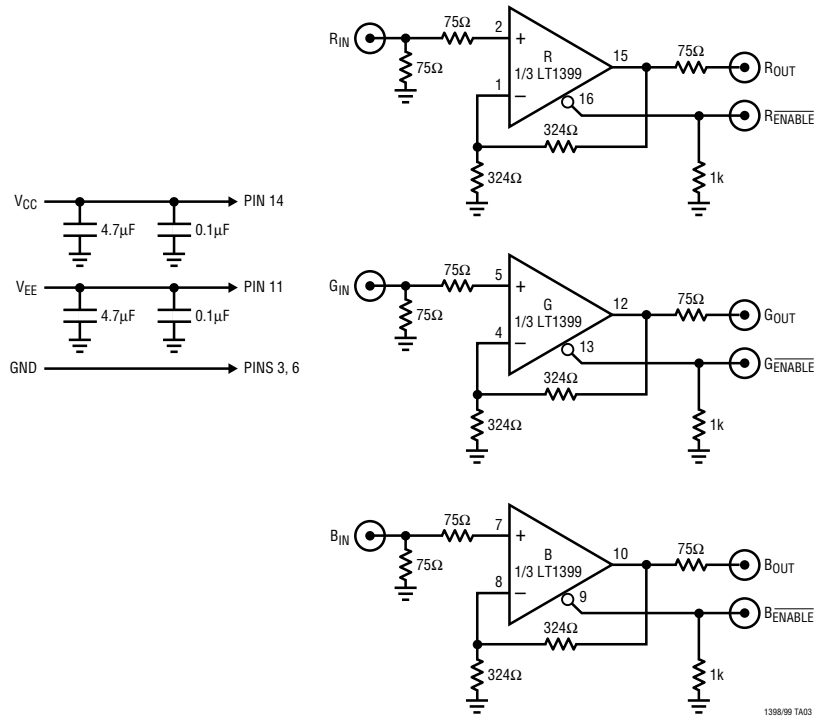 R_IN
75Ω
75Ω
2
+
R
1/3 LT1399
15
75Ω
R_OUT
1
–
16
R_E̅N̅A̅B̅L̅E̅
324Ω
324Ω
1k
V_CC
PIN 14
4.7µF
0.1µF
V_EE
PIN 11
4.7µF
0.1µF
GND
PINS 3, 6
G_IN
75Ω
75Ω
5
+
G
1/3 LT1399
12
75Ω
G_OUT
4
–
13
G_E̅N̅A̅B̅L̅E̅
324Ω
324Ω
1k
B_IN
75Ω
75Ω
7
+
B
1/3 LT1399
10
75Ω
B_OUT
8
–
9
B_E̅N̅A̅B̅L̅E̅
324Ω
324Ω
1k
1398/99 TA03